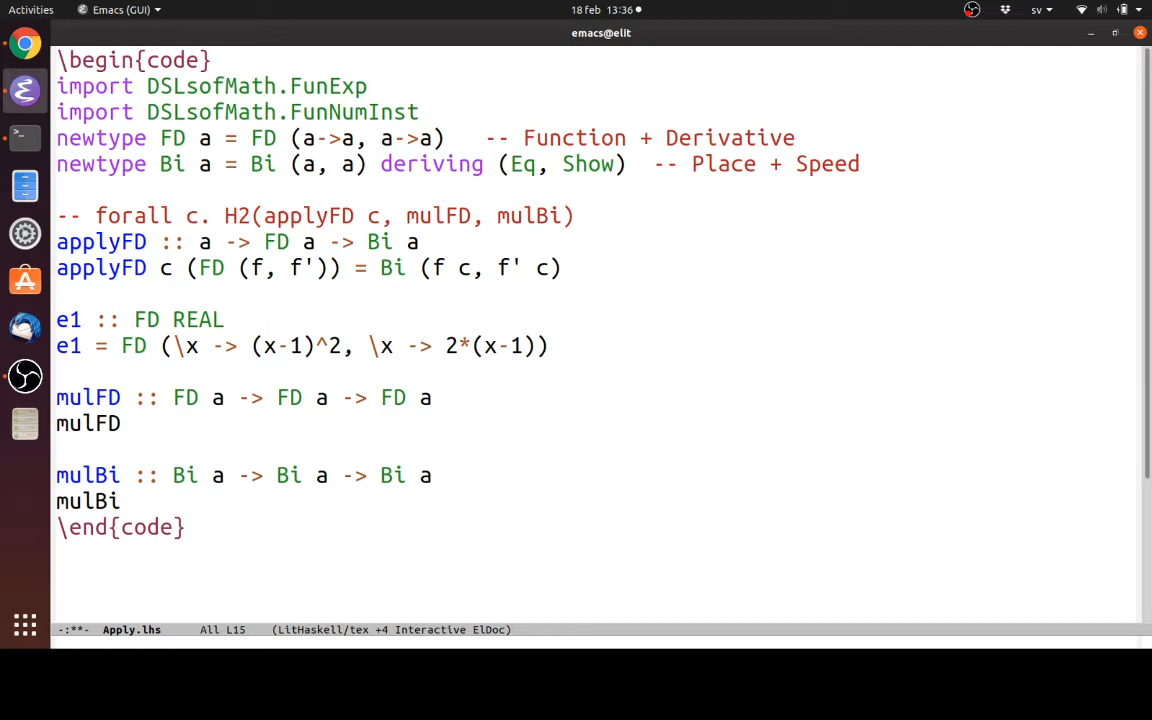 Activities Emacs (GUI) 18 feb 13:36 sv
emacs@elit
\begin{code}
import DSLsofMath.FunExp
import DSLsofMath.FunNumInst
newtype FD a = FD (a->a, a->a)   -- Function + Derivative
newtype Bi a = Bi (a, a) deriving (Eq, Show)  -- Place + Speed
-- forall c. H2(applyFD c, mulFD, mulBi)
applyFD :: a -> FD a -> Bi a
applyFD c (FD (f, f')) = Bi (f c, f' c)
e1 :: FD REAL
e1 = FD (\x -> (x-1)^2, \x -> 2*(x-1))
mulFD :: FD a -> FD a -> FD a
mulFD
mulBi :: Bi a -> Bi a -> Bi a
mulBi
\end{code}
-:**-  Apply.lhs      All L15    (LitHaskell/tex +4 Interactive ElDoc)